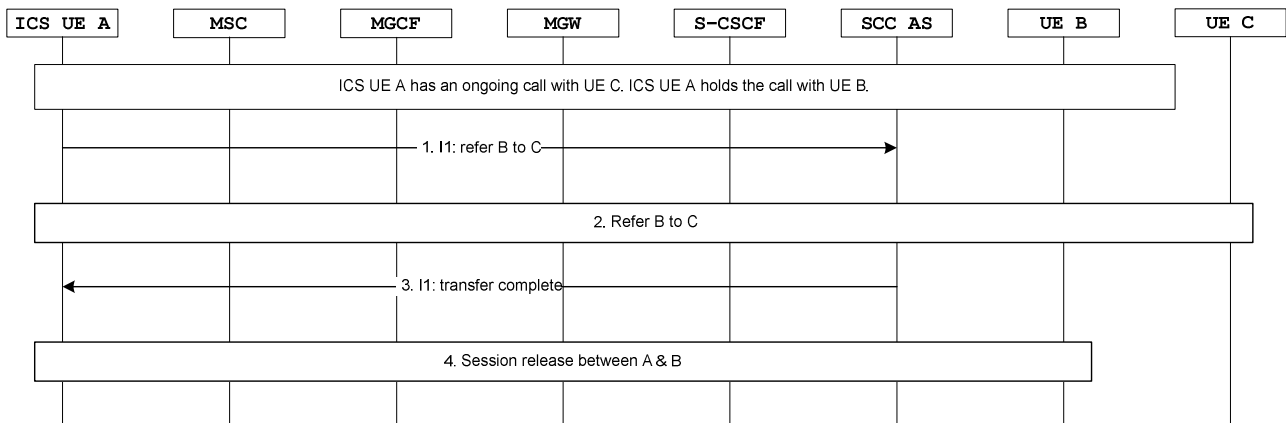 ICS UE A MSC MGCF MGW S-CSCF SCC AS UE B UE C
ICS UE A has an ongoing call with UE C. ICS UE A holds the call with UE B.
1. I1: refer B to C
2. Refer B to C
3. I1: transfer complete
4. Session release between A & B